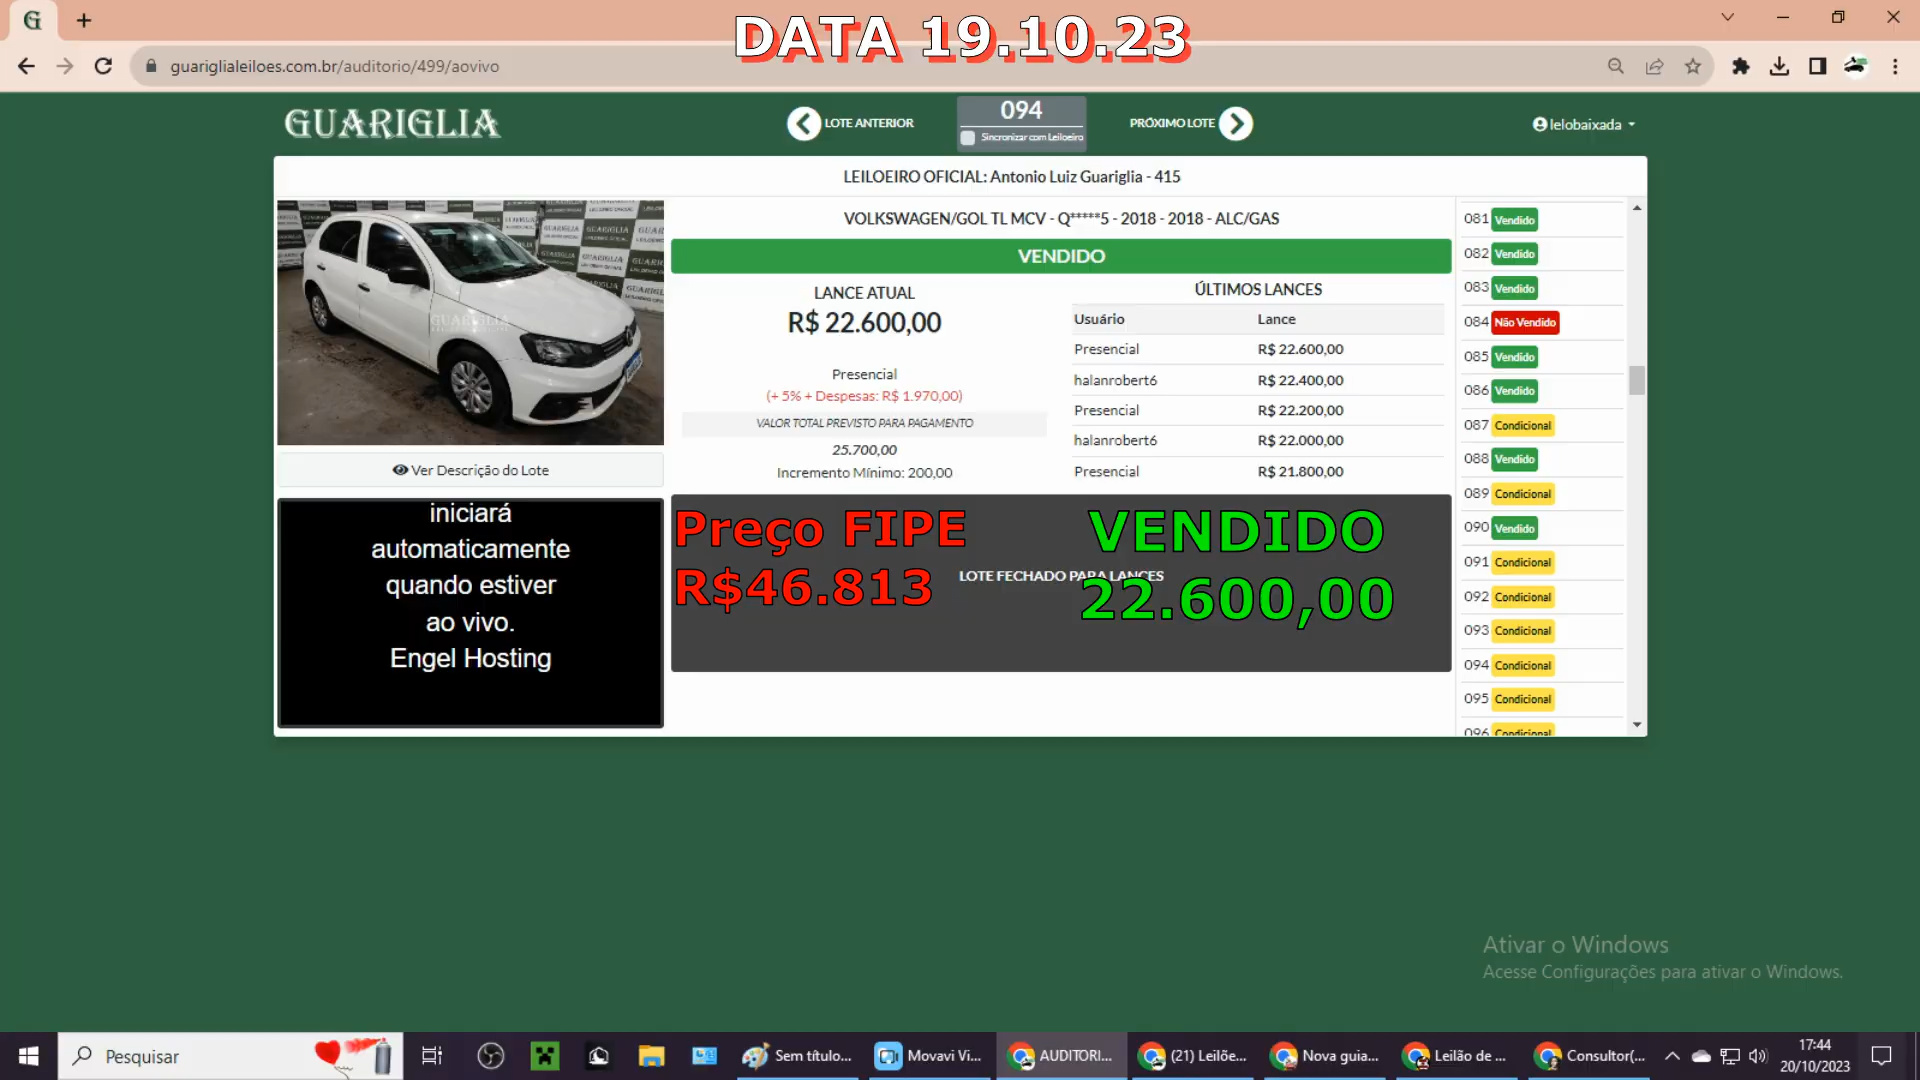 DATA 19.10.23
guariglialeiloes.com.br/auditorio/499/aovivo
GUARIGLIA
LOTE ANTERIOR
094
Sincronizar com Leiloeiro
PRÓXIMO LOTE
lelobaixada
LEILOEIRO OFICIAL: Antonio Luiz Guariglia - 415
VOLKSWAGEN/GOL TL MCV - Q*****5 - 2018 - 2018 - ALC/GAS
VENDIDO
LANCE ATUAL
R$ 22.600,00
Presencial
(+ 5% + Despesas: R$ 1.970,00)
VALOR TOTAL PREVISTO PARA PAGAMENTO
25.700,00
Incremento Mínimo: 200,00
ÚLTIMOS LANCES
Usuário Lance
Presencial R$ 22.600,00
halanrobert6 R$ 22.400,00
Presencial R$ 22.200,00
halanrobert6 R$ 22.000,00
Presencial R$ 21.800,00
081 Vendido
082 Vendido
083 Vendido
084 Não Vendido
085 Vendido
086 Vendido
087 Condicional
088 Vendido
089 Condicional
090 Vendido
091 Condicional
092 Condicional
093 Condicional
094 Condicional
095 Condicional
096 Condicional
GUARIGLIA
Ver Descrição do Lote
iniciará
automaticamente
quando estiver
ao vivo.
Engel Hosting
Preço FIPE
R$46.813
LOTE FECHADO PARA LANCES
VENDIDO
22.600,00
Ativar o Windows
Acesse Configurações para ativar o Windows.
Pesquisar
Sem título...
Movavi Vi...
AUDITORI...
(21) Leilõe...
Nova guia...
Leilão de ...
Consultor(...
17:44
20/10/2023